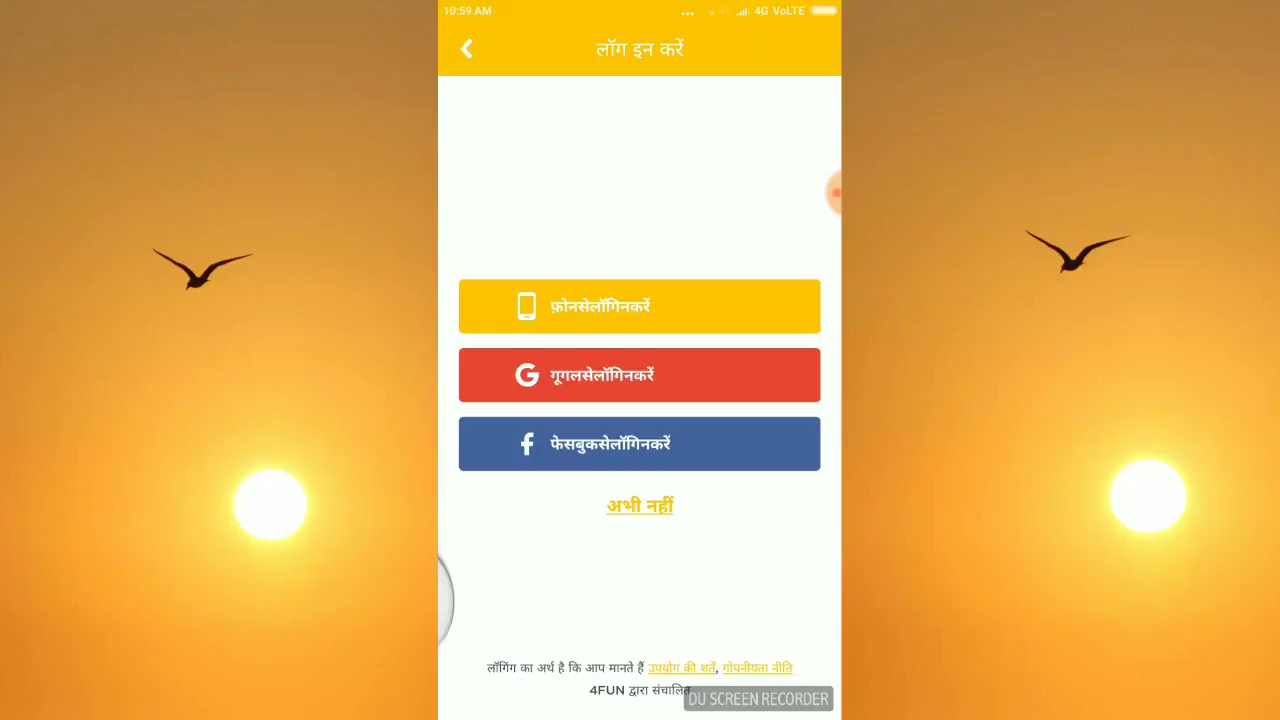 10:59 AM
4G VoLTE
लॉग इन करें
फ़ोनसेलॉगिनकरें
गूगलसेलॉगिनकरें
फेसबुकसेलॉगिनकरें
अभी नहीं
लॉगिंग का अर्थ है कि आप मानते हैं उपयोग की शर्तें, गोपनीयता नीति
4FUN द्वारा संचालित
DU SCREEN RECORDER